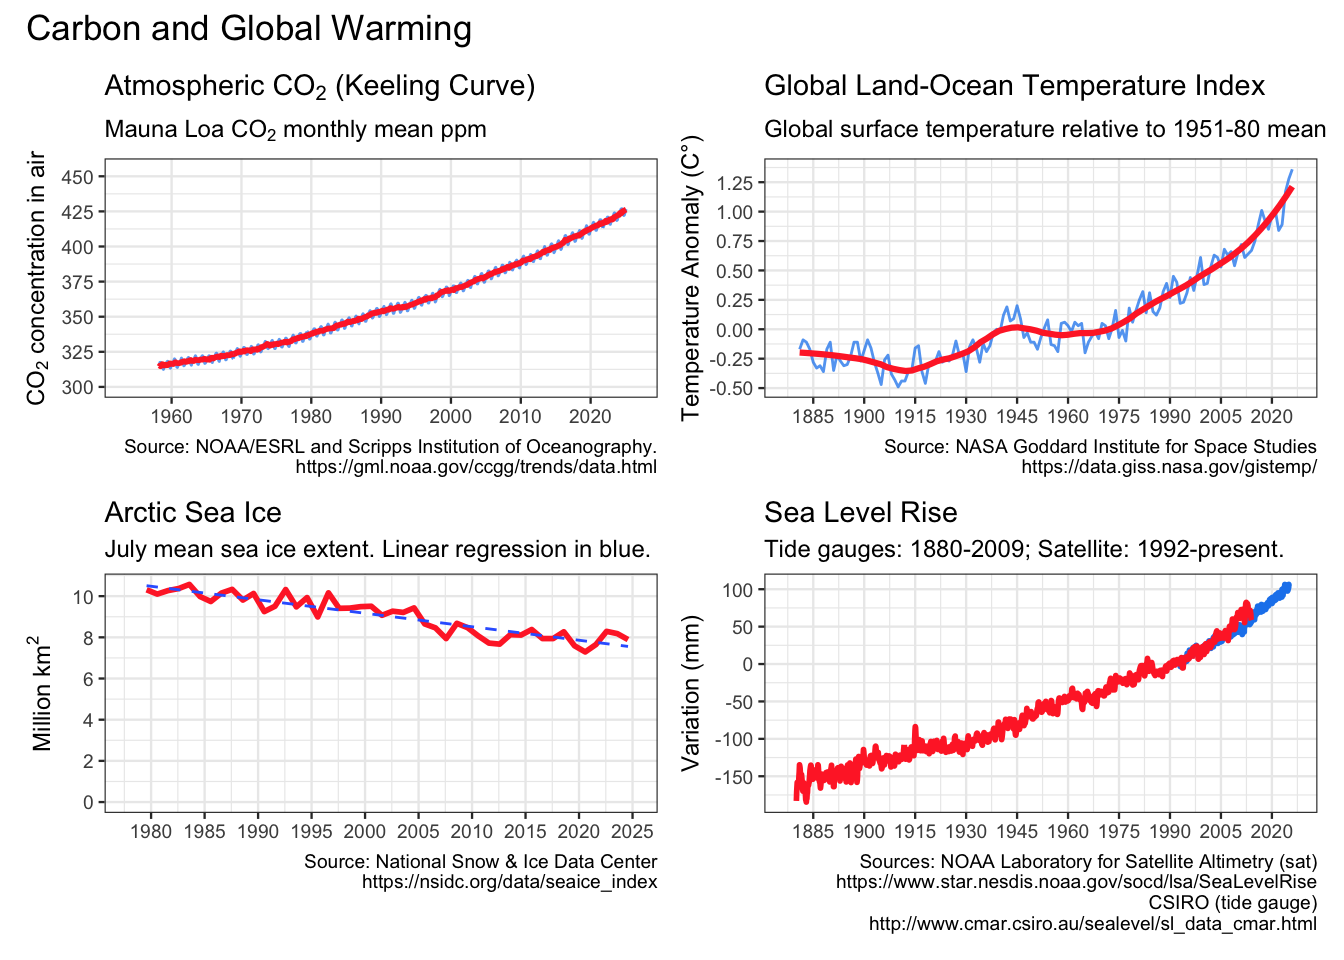 Carbon and Global Warming
Atmospheric CO₂ (Keeling Curve)
Mauna Loa CO₂ monthly mean ppm
CO₂ concentration in air
450
425
400
375
350
325
300
1960 1970 1980 1990 2000 2010 2020
Source: NOAA/ESRL and Scripps Institution of Oceanography.
https://gml.noaa.gov/ccgg/trends/data.html
Global Land-Ocean Temperature Index
Global surface temperature relative to 1951-80 mean
Temperature Anomaly (C°)
1.25
1.00
0.75
0.50
0.25
0.00
-0.25
-0.50
1885 1900 1915 1930 1945 1960 1975 1990 2005 2020
Source: NASA Goddard Institute for Space Studies
https://data.giss.nasa.gov/gistemp/
Arctic Sea Ice
July mean sea ice extent. Linear regression in blue.
Million km²
10
8
6
4
2
0
1980 1985 1990 1995 2000 2005 2010 2015 2020 2025
Source: National Snow & Ice Data Center
https://nsidc.org/data/seaice_index
Sea Level Rise
Tide gauges: 1880-2009; Satellite: 1992-present.
Variation (mm)
100
50
0
-50
-100
-150
1885 1900 1915 1930 1945 1960 1975 1990 2005 2020
Sources: NOAA Laboratory for Satellite Altimetry (sat)
https://www.star.nesdis.noaa.gov/socd/lsa/SeaLevelRise
CSIRO (tide gauge)
http://www.cmar.csiro.au/sealevel/sl_data_cmar.html